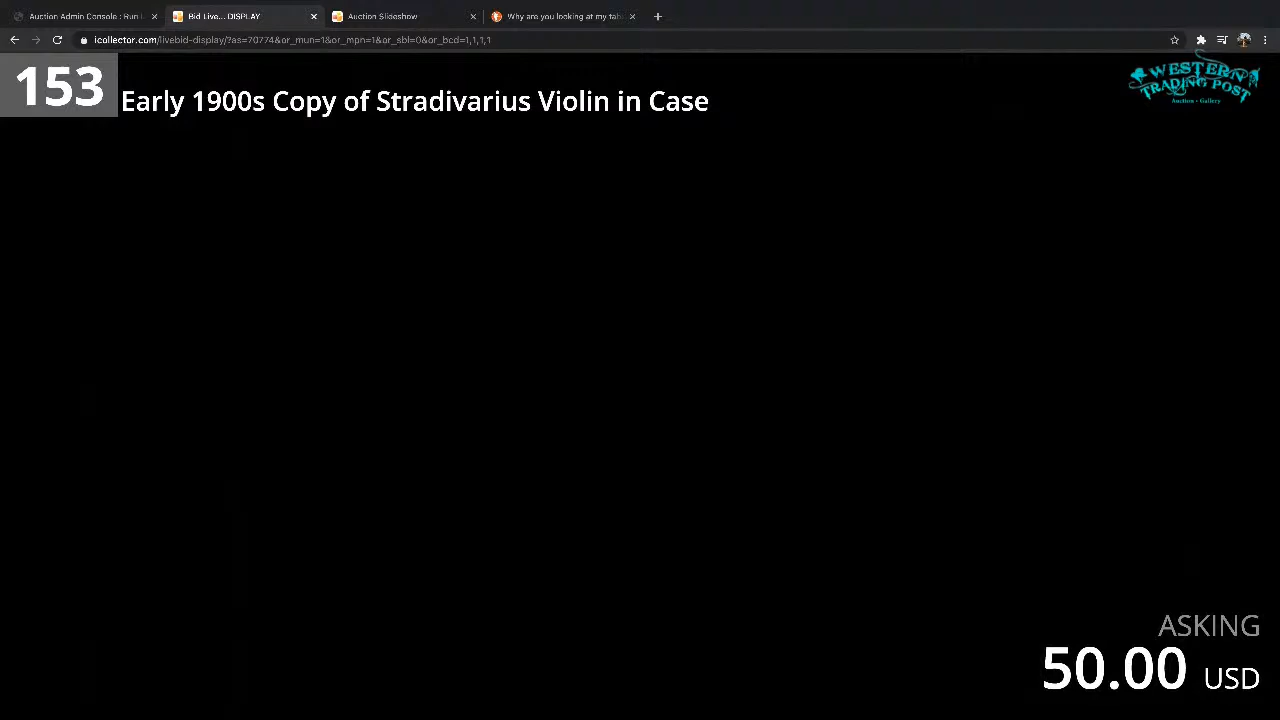 Auction Admin Console : Run L
Bid Live... DISPLAY
Auction Slideshow
Why are you looking at my tab
icollector.com/livebid-display/?as=70774&or_mun=1&or_mpn=1&or_sbl=0&or_bcd=1,1,1,1
153
Early 1900s Copy of Stradivarius Violin in Case
WESTERN
TRADING POST
Auction • Gallery
ASKING
50.00 USD